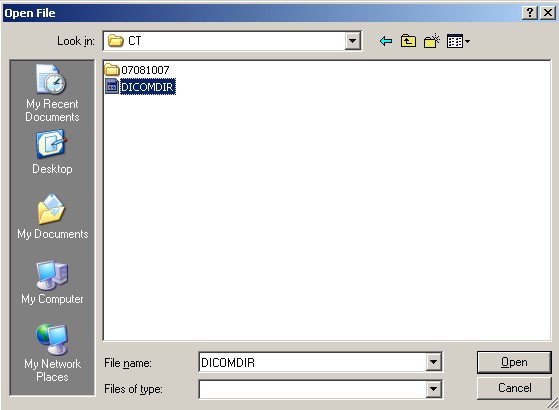 Open File
Look in:
CT
07081007
DICOMDIR
My Recent
Documents
Desktop
My Documents
My Computer
My Network
Places
File name:
DICOMDIR
Open
Files of type:
Cancel